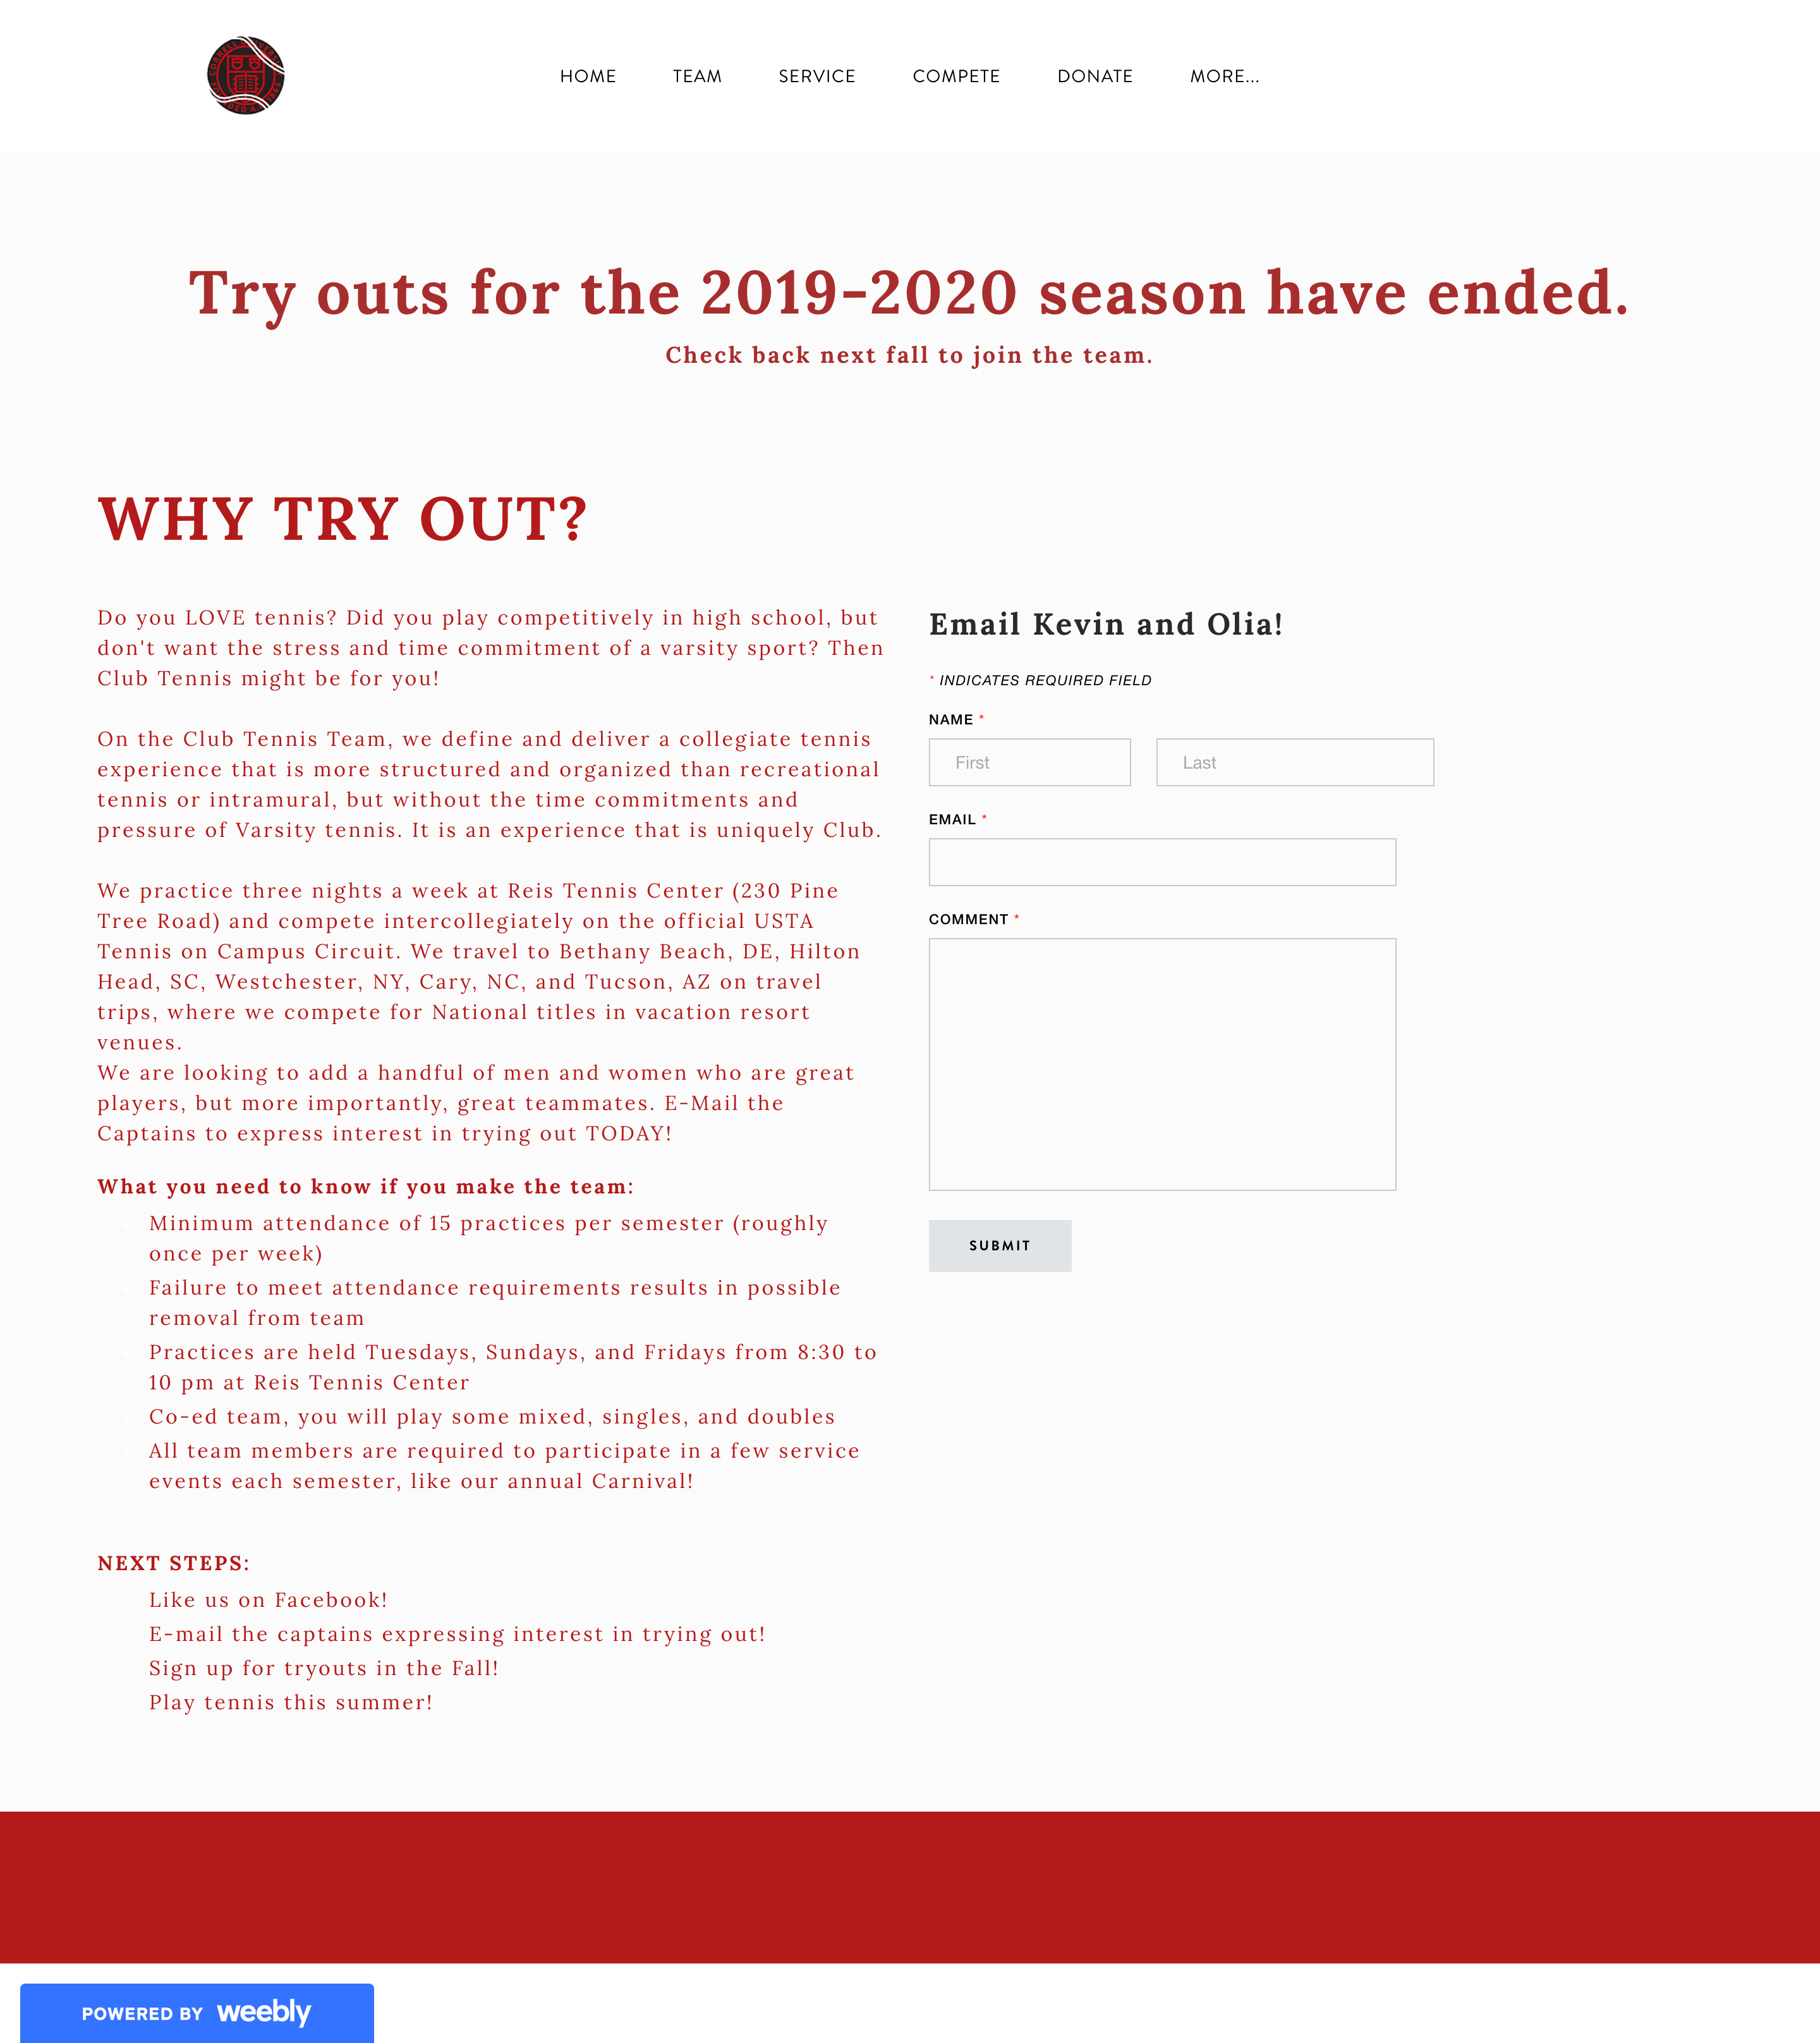 HOME TEAM SERVICE COMPETE DONATE MORE...
Try outs for the 2019-2020 season have ended.
Check back next fall to join the team.
WHY TRY OUT?
Do you LOVE tennis? Did you play competitively in high school, but
don't want the stress and time commitment of a varsity sport? Then
Club Tennis might be for you!
On the Club Tennis Team, we define and deliver a collegiate tennis
experience that is more structured and organized than recreational
tennis or intramural, but without the time commitments and
pressure of Varsity tennis. It is an experience that is uniquely Club.
We practice three nights a week at Reis Tennis Center (230 Pine
Tree Road) and compete intercollegiately on the official USTA
Tennis on Campus Circuit. We travel to Bethany Beach, DE, Hilton
Head, SC, Westchester, NY, Cary, NC, and Tucson, AZ on travel
trips, where we compete for National titles in vacation resort
venues.
We are looking to add a handful of men and women who are great
players, but more importantly, great teammates. E-Mail the
Captains to express interest in trying out TODAY!
What you need to know if you make the team:
Minimum attendance of 15 practices per semester (roughly
once per week)
Failure to meet attendance requirements results in possible
removal from team
Practices are held Tuesdays, Sundays, and Fridays from 8:30 to
10 pm at Reis Tennis Center
Co-ed team, you will play some mixed, singles, and doubles
All team members are required to participate in a few service
events each semester, like our annual Carnival!
NEXT STEPS:
Like us on Facebook!
E-mail the captains expressing interest in trying out!
Sign up for tryouts in the Fall!
Play tennis this summer!
Email Kevin and Olia!
* INDICATES REQUIRED FIELD
NAME *
First Last
EMAIL *
COMMENT *
SUBMIT
POWERED BY weebly